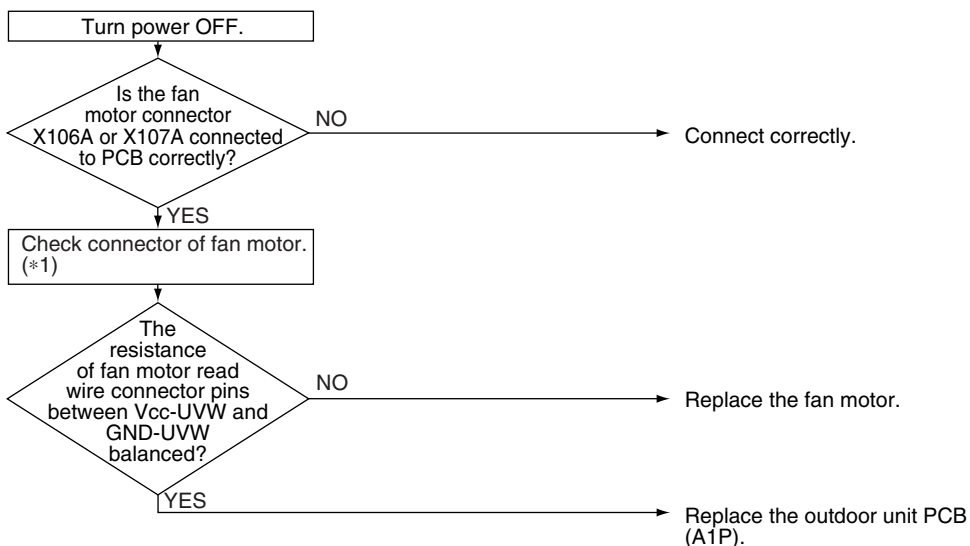 Turn power OFF.
Is the fan
motor connector
X106A or X107A connected
to PCB correctly?
NO
Connect correctly.
YES
Check connector of fan motor.
(*1)
The
resistance
of fan motor read
wire connector pins
between Vcc-UVW and
GND-UVW
balanced?
NO
Replace the fan motor.
YES
Replace the outdoor unit PCB
(A1P).